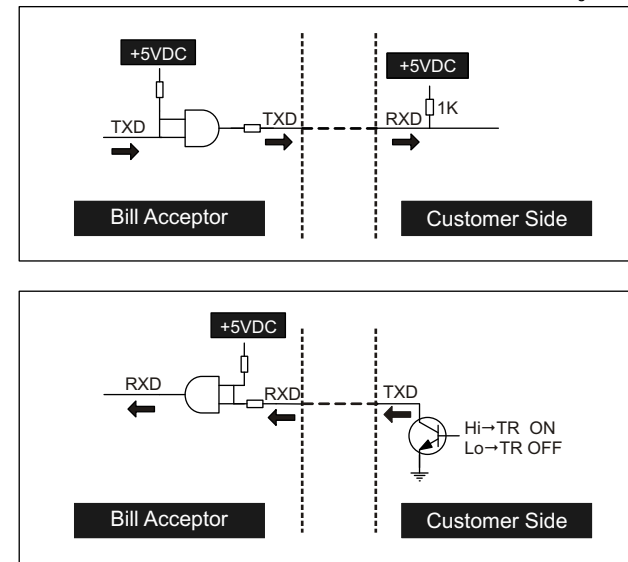 +5VDC
+5VDC
TXD
TXD
RXD
1K
Bill Acceptor
Customer Side
+5VDC
RXD
RXD
TXD
Hi→TR ON
Lo→TR OFF
Bill Acceptor
Customer Side